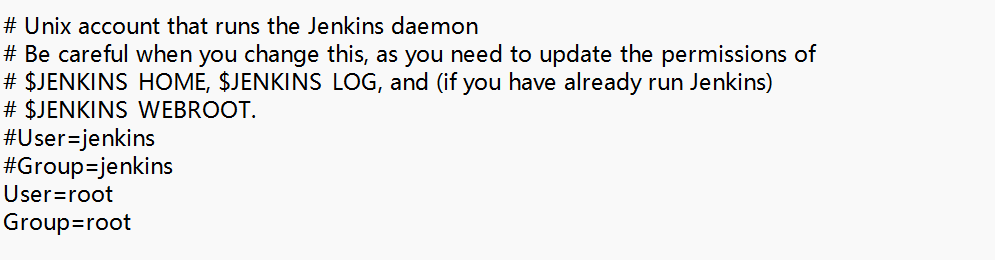 # Unix account that runs the Jenkins daemon
# Be careful when you change this, as you need to update the permissions of
# $JENKINS HOME, $JENKINS LOG, and (if you have already run Jenkins)
# $JENKINS WEBROOT.
#User=jenkins
#Group=jenkins
User=root
Group=root